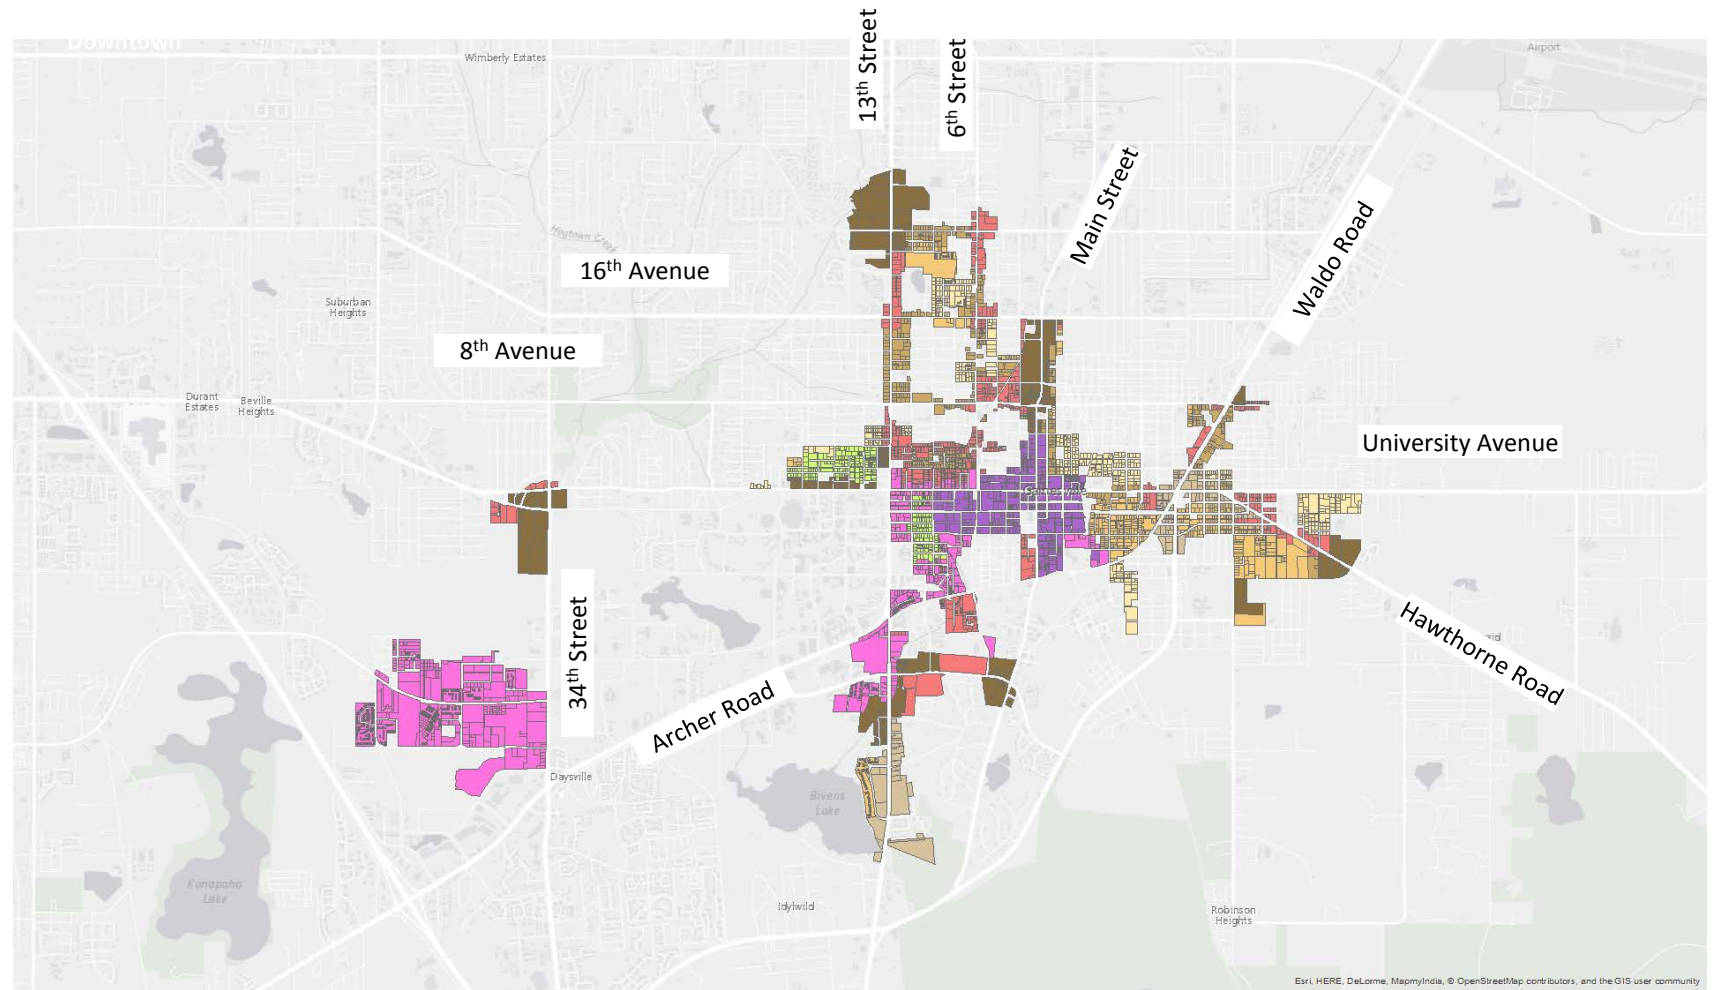 Downtown
13th Street
6th Street
Airport
Wimberly Estates
Main Street
Waldo Road
Hogtown Creek
16th Avenue
Suburban
Heights
8th Avenue
Durant
Estates
Beville
Heights
University Avenue
34th Street
Hawthorne Road
Archer Road
Daysville
Bivens
Lake
Kanapaha
Lake
Idylwild
Robinson
Heights
Esri, HERE, DeLorme, MapmyIndia, © OpenStreetMap contributors, and the GIS user community